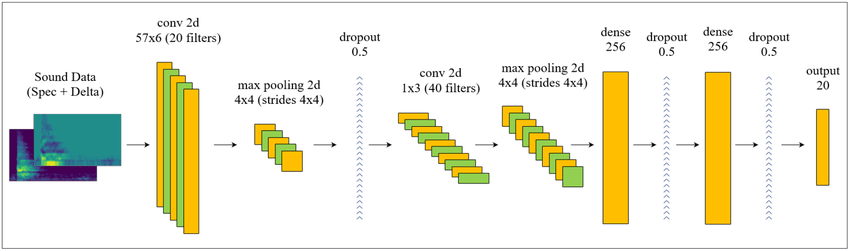 Sound Data
(Spec + Delta)
conv 2d
57x6 (20 filters)
max pooling 2d
4x4 (strides 4x4)
dropout
0.5
conv 2d
1x3 (40 filters)
max pooling 2d
4x4 (strides 4x4)
dense
256
dropout
0.5
dense
256
dropout
0.5
output
20